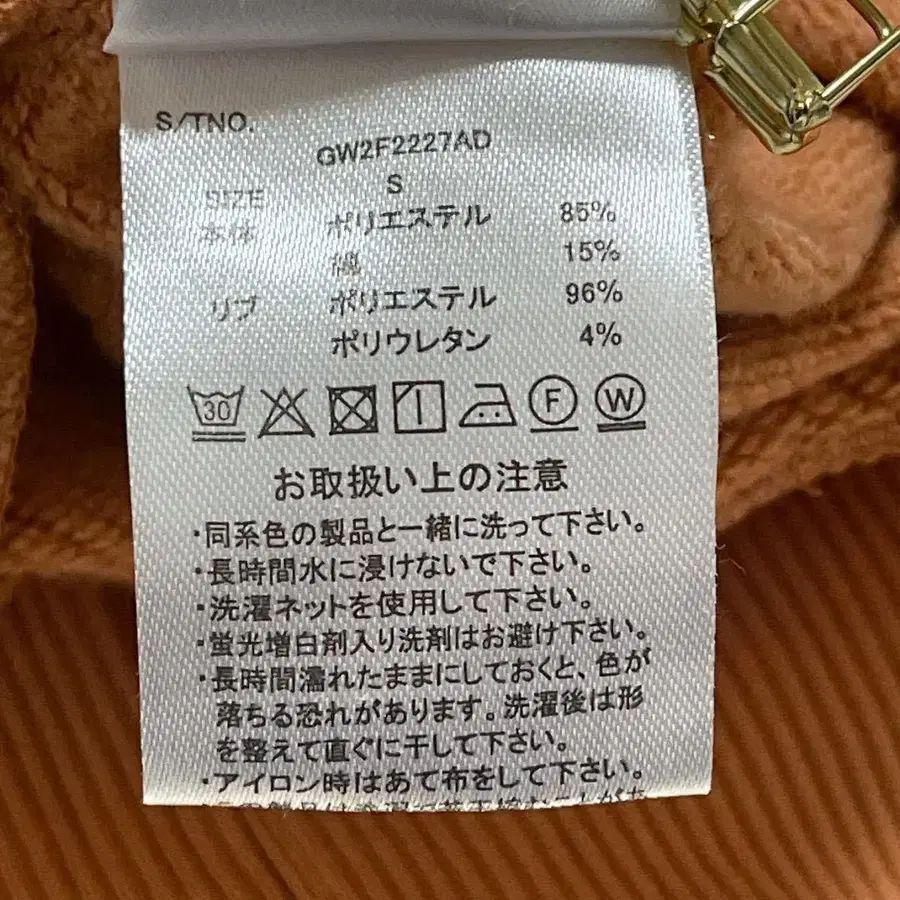 S/TNO.
GW2F2227AD
SIZE S
本体 ポリエステル 85%
綿 15%
リブ ポリエステル 96%
ポリウレタン 4%
30 F W
お取扱い上の注意
・同系色の製品と一緒に洗って下さい。
・長時間水に浸けないで下さい。
・洗濯ネットを使用して下さい。
・蛍光増白剤入り洗剤はお避け下さい。
・長時間濡れたままにしておくと、色が
落ちる恐れがあります。洗濯後は形
を整えて直ぐに干して下さい。
・アイロン時はあて布をして下さい。